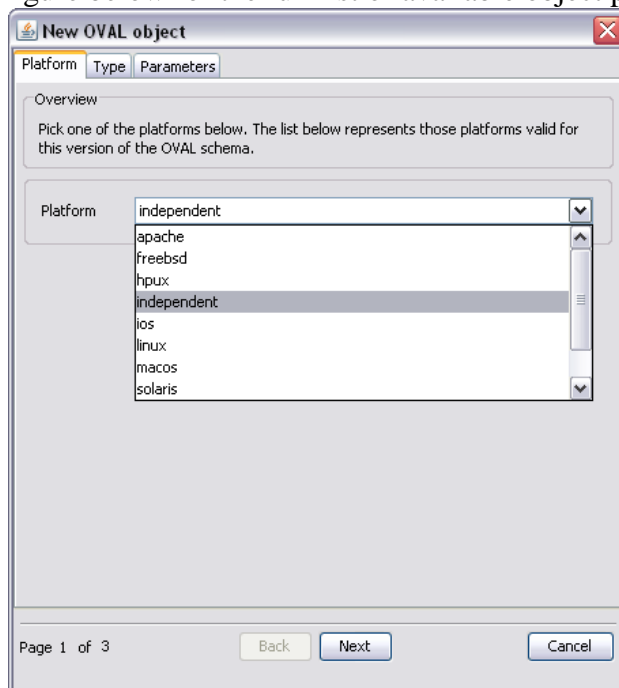 New OVAL object
Platform Type Parameters
Overview
Pick one of the platforms below. The list below represents those platforms valid for
this version of the OVAL schema.
Platform independent
apache
freebsd
hpux
independent
ios
linux
macos
solaris
Page 1 of 3 Back Next Cancel